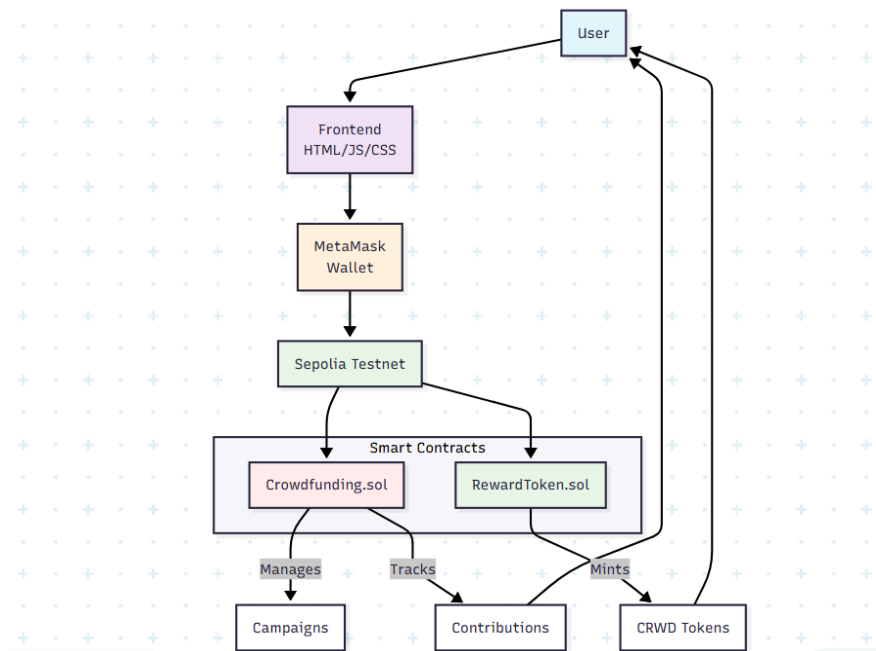 User
Frontend
HTML/JS/CSS
MetaMask
Wallet
Sepolia Testnet
Smart Contracts
Crowdfunding.sol
RewardToken.sol
Manages
Tracks
Mints
Campaigns
Contributions
CRWD Tokens